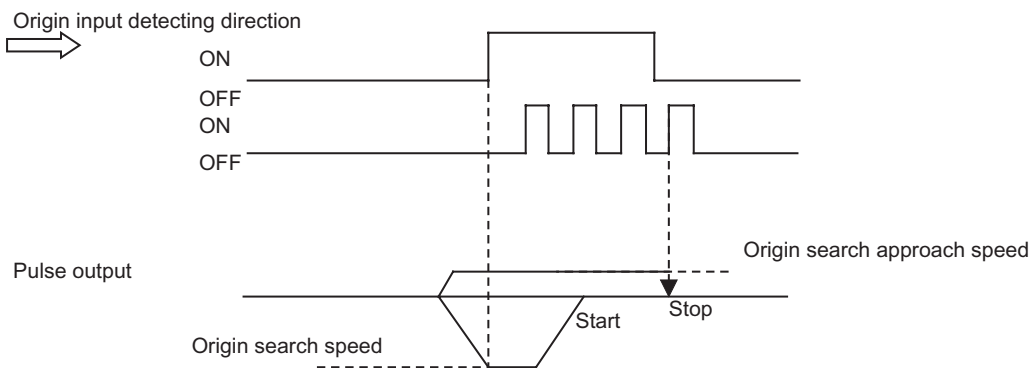 Origin input detecting direction
ON
OFF
ON
OFF
Origin search approach speed
Pulse output
Start
Stop
Origin search speed